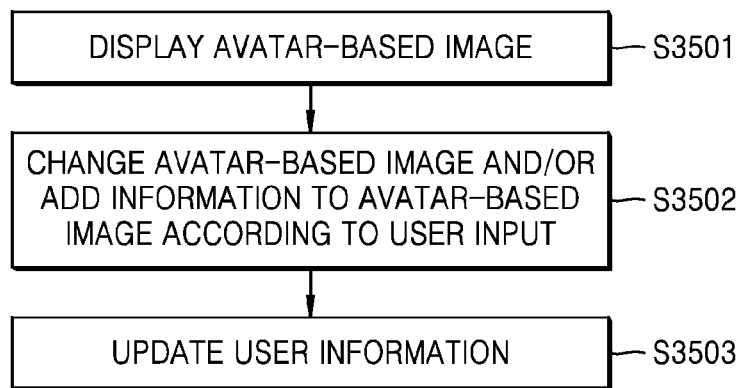 DISPLAY AVATAR-BASED IMAGE S3501
CHANGE AVATAR-BASED IMAGE AND/OR
ADD INFORMATION TO AVATAR-BASED
IMAGE ACCORDING TO USER INPUT
S3502
UPDATE USER INFORMATION S3503